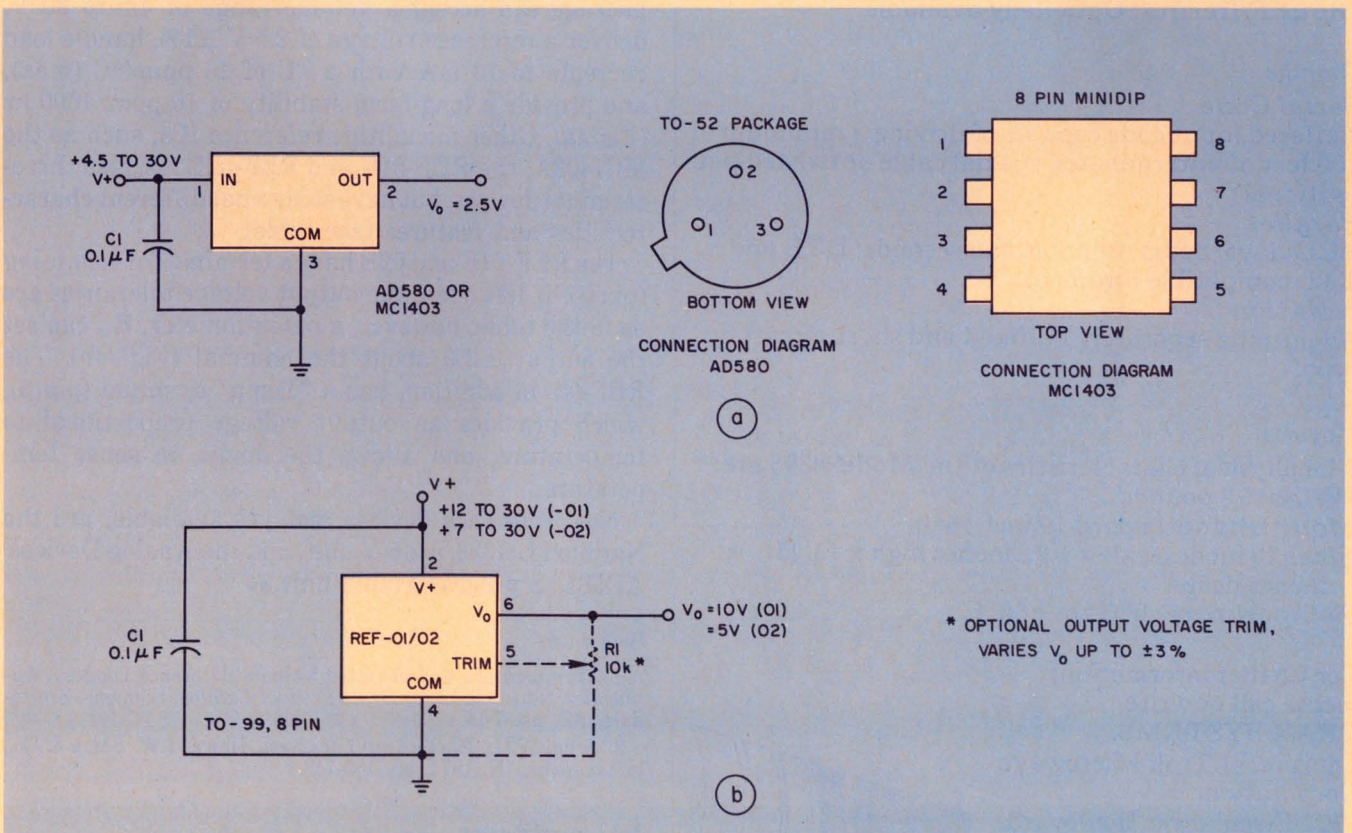 +4.5 TO 30V
V+
IN
OUT
1
2
V₀ = 2.5V
COM
3
C1
0.1µF
AD580 OR
MC1403
TO-52 PACKAGE
2
1
3
BOTTOM VIEW
CONNECTION DIAGRAM
AD580
8 PIN MINIDIP
1
8
2
7
3
6
4
5
TOP VIEW
CONNECTION DIAGRAM
MC1403
a
V+
+12 TO 30V (-01)
+7 TO 30V (-02)
2
V+
V₀
6
V₀ = 10V (01)
= 5V (02)
REF-01/02
TRIM
5
R1
10k*
COM
4
C1
0.1µF
TO-99, 8 PIN
* OPTIONAL OUTPUT VOLTAGE TRIM,
VARIES V₀ UP TO ±3%
b